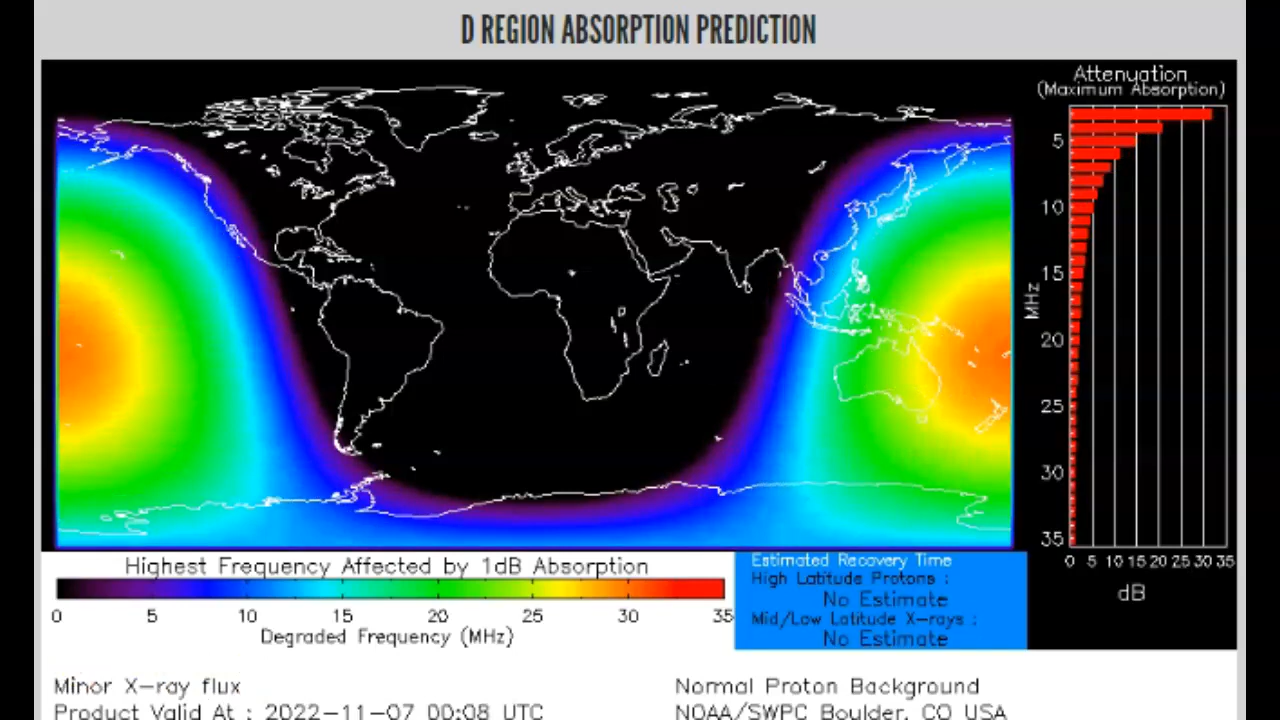 D REGION ABSORPTION PREDICTION
Attenuation
(Maximum Absorption)
5
10
15
20
25
30
35
MHz
0 5 10 15 20 25 30 35
dB
Highest Frequency Affected by 1dB Absorption
0 5 10 15 20 25 30 35
Degraded Frequency (MHz)
Estimated Recovery Time
High Latitude Protons :
No Estimate
Mid/Low Latitude X-rays :
No Estimate
Minor X-ray flux
Normal Proton Background
Product Valid At : 2022-11-07 00:08 UTC
NOAA/SWPC Boulder, CO USA